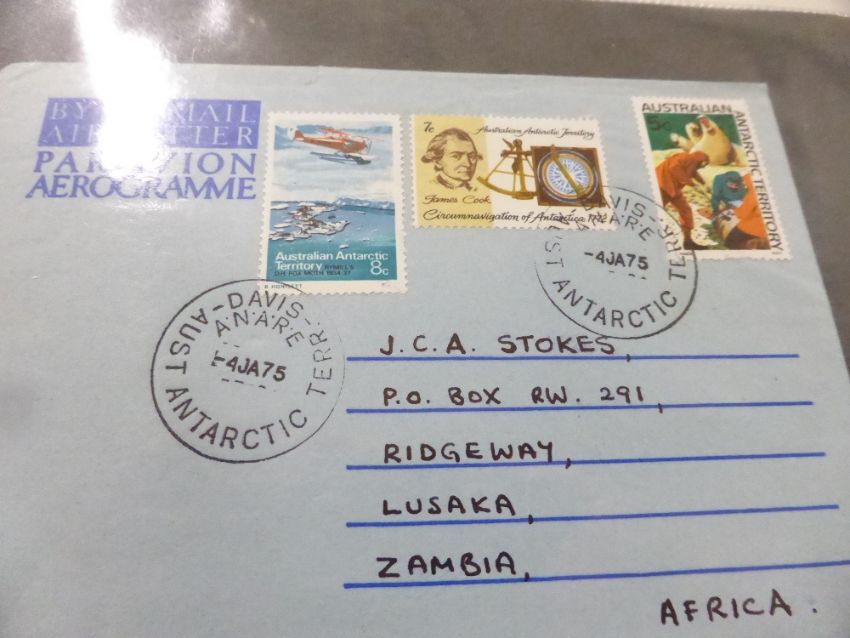 BY AIR MAIL
AIR LETTER
PAR AVION
AEROGRAMME
Australian Antarctic
Territory RYMILL'S
D.H. FOX MOTH 1934-37
8c
7c
Australian Antarctic Territory
James Cook
Circumnavigation of Antarctica 1772
AUSTRALIAN ANTARCTIC TERRITORY
5c
DAVIS-
A.N.A.R.E
-4JA75
AUST ANTARCTIC TERR.
DAVIS-
A.N.A.R.E
-4JA75
AUST ANTARCTIC TERR.
J.C.A. STOKES,
P.O. BOX RW. 291,
RIDGEWAY,
LUSAKA,
ZAMBIA,
AFRICA.